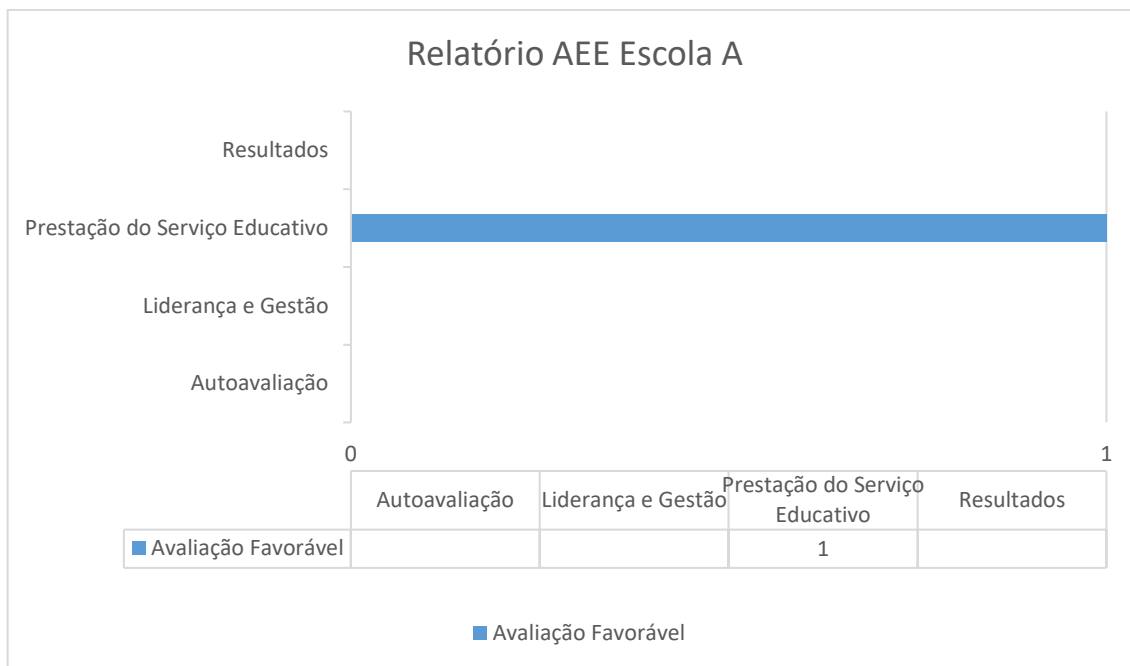 Relatório AEE Escola A
Resultados
Prestação do Serviço Educativo
Liderança e Gestão
Autoavaliação
0 1
Autoavaliação Liderança e Gestão Prestação do Serviço Educativo Resultados
Avaliação Favorável 1
Avaliação Favorável